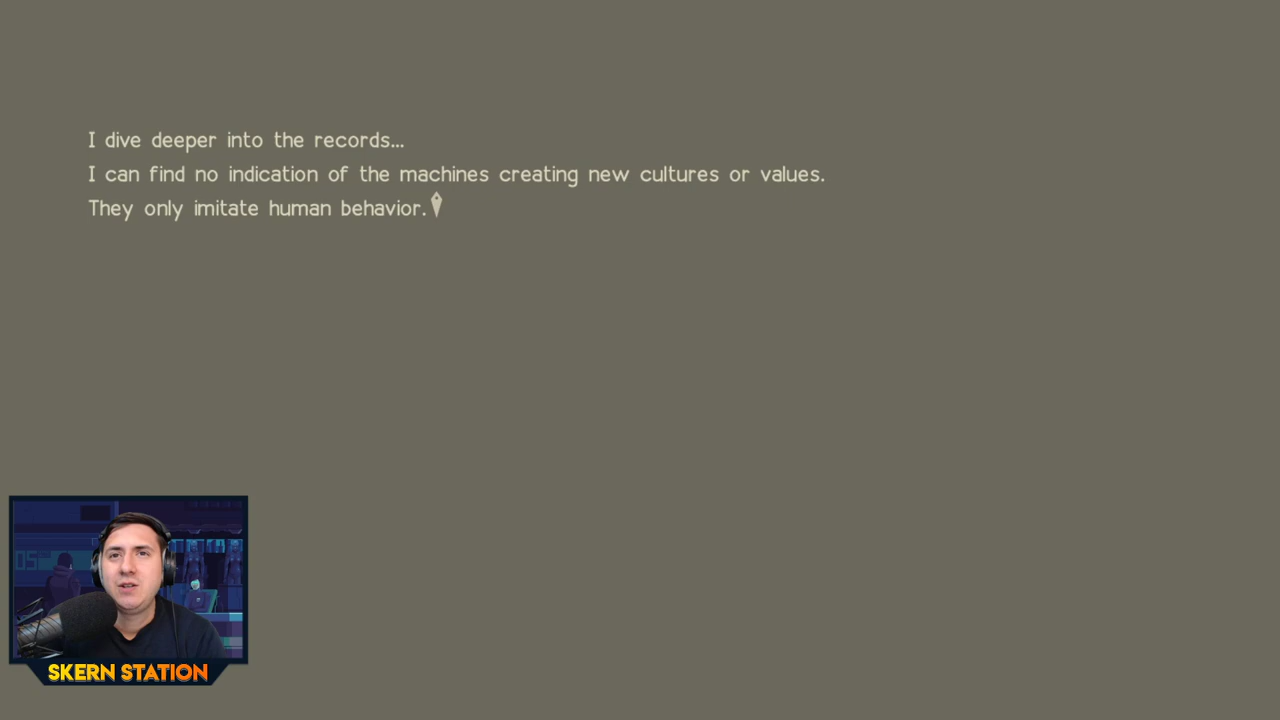 I dive deeper into the records...
I can find no indication of the machines creating new cultures or values.
They only imitate human behavior.
05
SKERN STATION